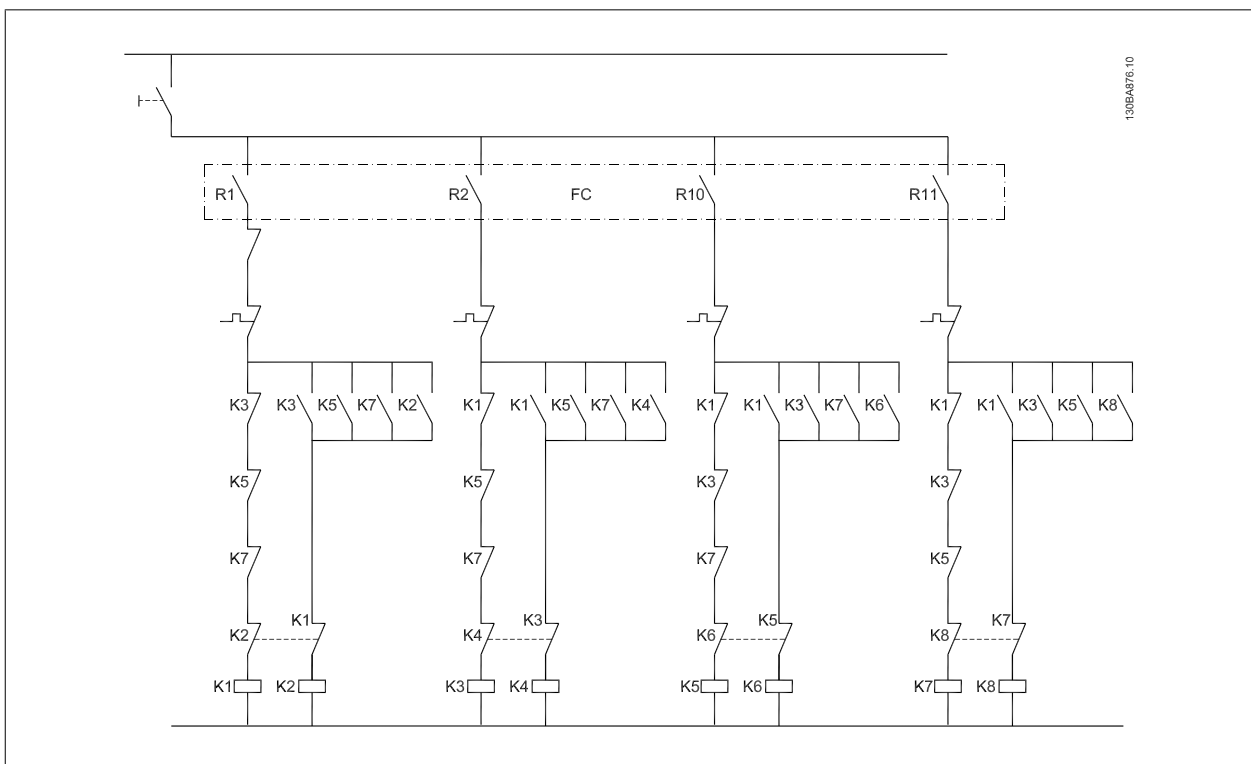 130BA876.10
R1 R2 FC R10 R11
K3 K3 K5 K7 K2 K1 K1 K5 K7 K4 K1 K1 K3 K7 K6 K1 K1 K3 K5 K8
K5 K5 K3 K3
K7 K7 K7 K5
K2 K1 K4 K3 K6 K5 K8 K7
K1 K2 K3 K4 K5 K6 K7 K8